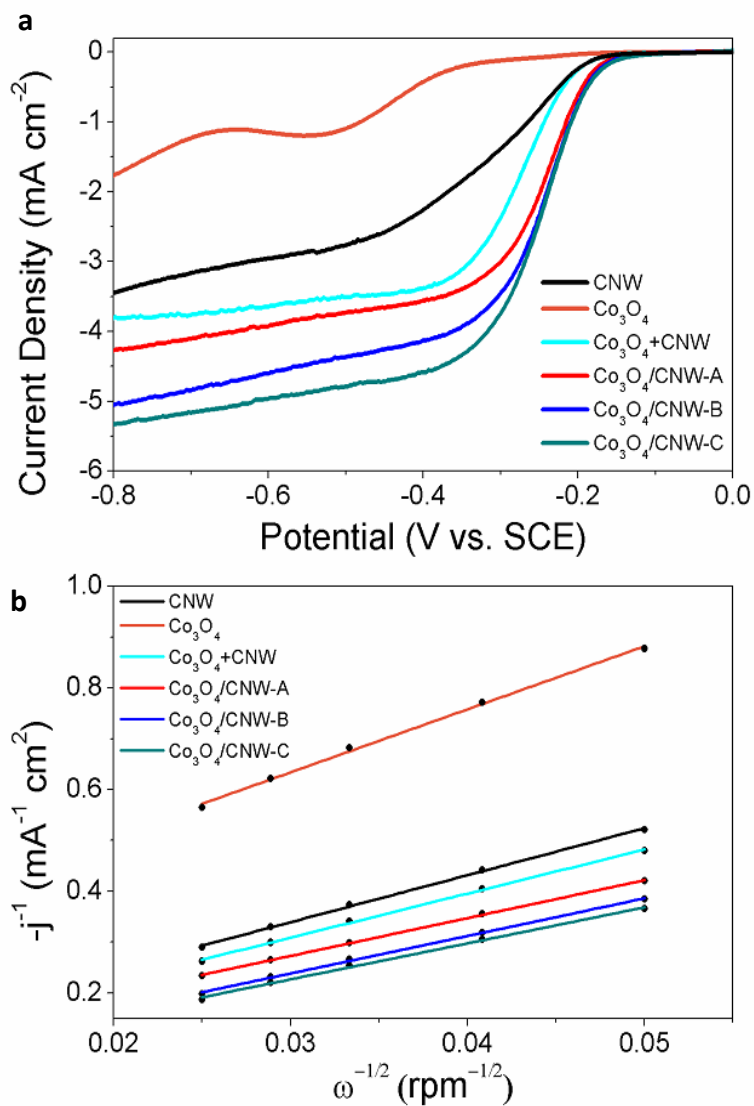 a
0
-1
-2
-3
-4
-5
-6
Current Density (mA cm⁻²)
CNW
Co₃O₄
Co₃O₄+CNW
Co₃O₄/CNW-A
Co₃O₄/CNW-B
Co₃O₄/CNW-C
-0.8 -0.6 -0.4 -0.2 0.0
Potential (V vs. SCE)
b
1.0
0.8
0.6
0.4
0.2
-j⁻¹ (mA⁻¹ cm²)
CNW
Co₃O₄
Co₃O₄+CNW
Co₃O₄/CNW-A
Co₃O₄/CNW-B
Co₃O₄/CNW-C
0.02 0.03 0.04 0.05
ω⁻¹/² (rpm⁻¹/²)